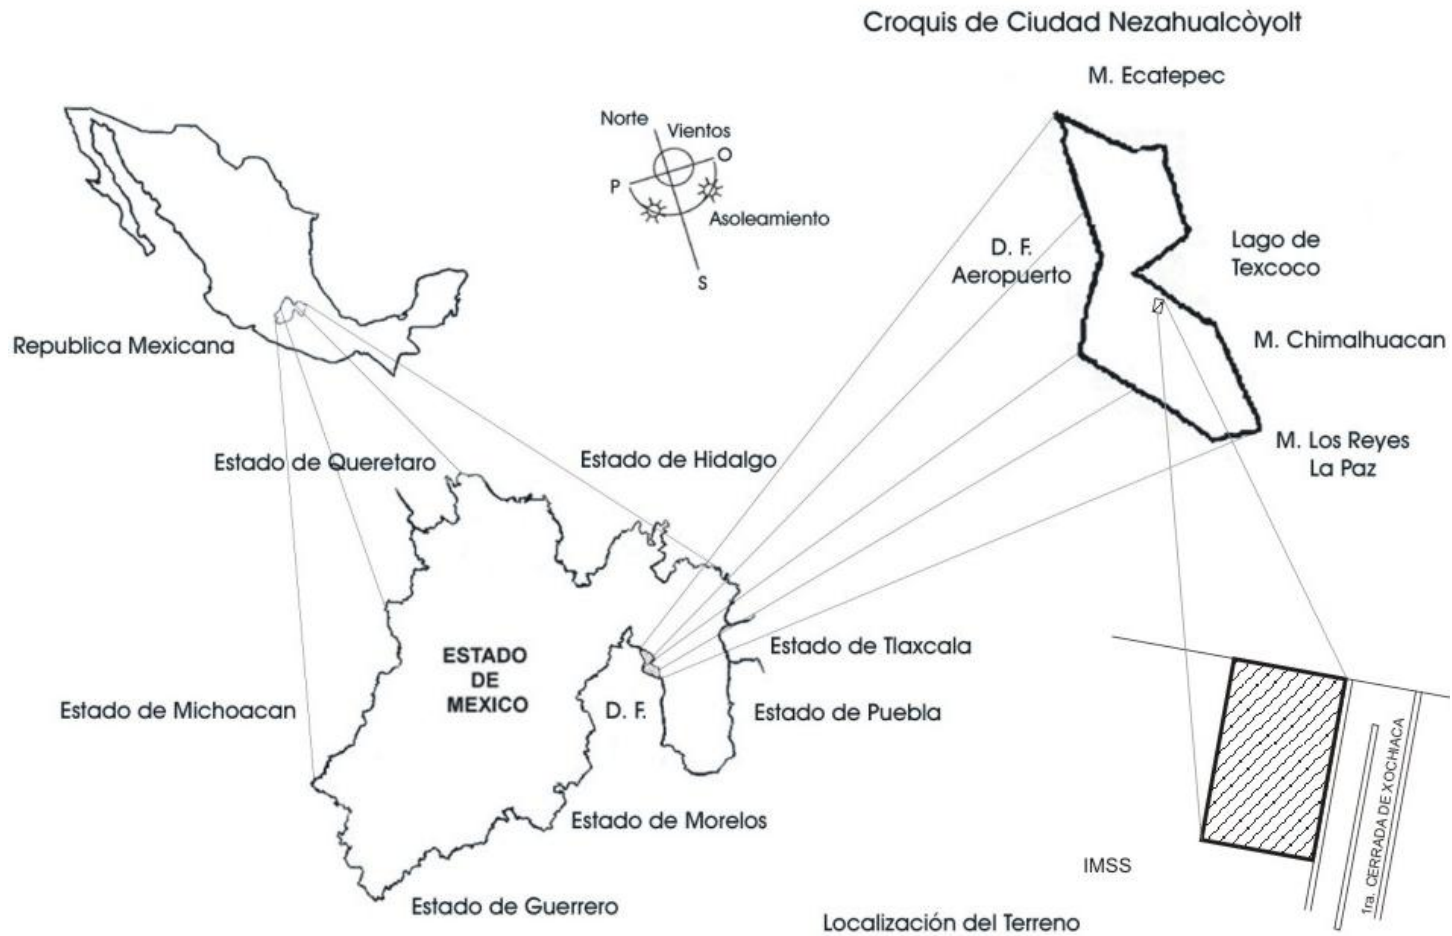 Croquis de Ciudad Nezahualcòyolt
M. Ecatepec
Norte
Vientos
O
P
Asoleamiento
S
D. F.
Aeropuerto
Lago de
Texcoco
Republica Mexicana
M. Chimalhuacan
M. Los Reyes
La Paz
Estado de Queretaro
Estado de Hidalgo
ESTADO
DE
MEXICO
Estado de Tlaxcala
Estado de Michoacan
D. F.
Estado de Puebla
Estado de Morelos
Estado de Guerrero
IMSS
1ra. CERRADA DE XOCHIACA
Localización del Terreno